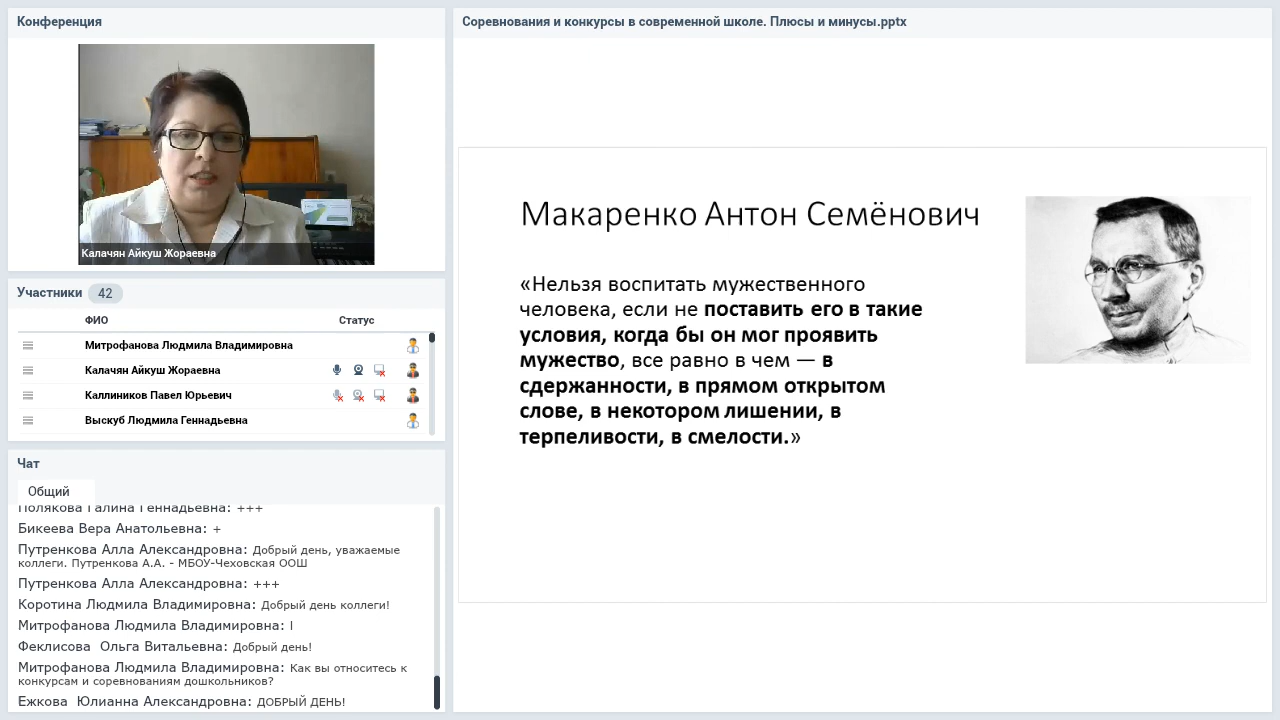 Конференция
Калачян Айкуш Жораевна
Участники 42
ФИО Статус
Митрофанова Людмила Владимировна
Калачян Айкуш Жораевна
Каллиников Павел Юрьевич
Выскуб Людмила Геннадьевна
Чат
Общий
Полякова Галина Геннадьевна: +++
Бикеева Вера Анатольевна: +
Путренкова Алла Александровна: Добрый день, уважаемые
коллеги. Путренкова А.А. - МБОУ-Чеховская ООШ
Путренкова Алла Александровна: +++
Коротина Людмила Владимировна: Добрый день коллеги!
Митрофанова Людмила Владимировна: l
Феклисова Ольга Витальевна: Добрый день!
Митрофанова Людмила Владимировна: Как вы относитесь к
конкурсам и соревнованиям дошкольников?
Ежкова Юлианна Александровна: ДОБРЫЙ ДЕНЬ!
Соревнования и конкурсы в современной школе. Плюсы и минусы.pptx
Макаренко Антон Семёнович
«Нельзя воспитать мужественного
человека, если не поставить его в такие
условия, когда бы он мог проявить
мужество, все равно в чем — в
сдержанности, в прямом открытом
слове, в некотором лишении, в
терпеливости, в смелости.»